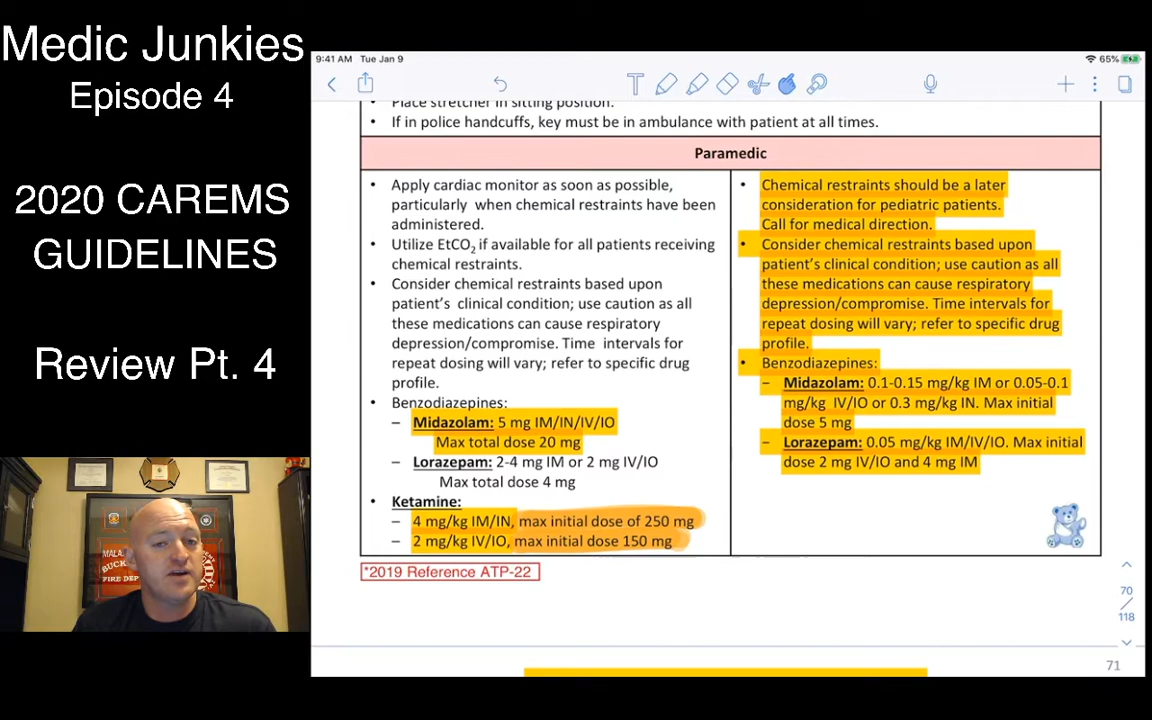 Medic Junkies
Episode 4
2020 CAREMS
GUIDELINES
Review Pt. 4
9:41 AM Tue Jan 9
65%
Place stretcher in sitting position.
• If in police handcuffs, key must be in ambulance with patient at all times.
Paramedic
• Apply cardiac monitor as soon as possible,
particularly when chemical restraints have been
administered.
• Utilize EtCO2 if available for all patients receiving
chemical restraints.
• Consider chemical restraints based upon
patient's clinical condition; use caution as all
these medications can cause respiratory
depression/compromise. Time intervals for
repeat dosing will vary; refer to specific drug
profile.
• Benzodiazepines:
– Midazolam: 5 mg IM/IN/IV/IO
Max total dose 20 mg
– Lorazepam: 2-4 mg IM or 2 mg IV/IO
Max total dose 4 mg
• Ketamine:
– 4 mg/kg IM/IN, max initial dose of 250 mg
– 2 mg/kg IV/IO, max initial dose 150 mg
• Chemical restraints should be a later
consideration for pediatric patients.
Call for medical direction.
• Consider chemical restraints based upon
patient's clinical condition; use caution as all
these medications can cause respiratory
depression/compromise. Time intervals for
repeat dosing will vary; refer to specific drug
profile.
• Benzodiazepines:
– Midazolam: 0.1-0.15 mg/kg IM or 0.05-0.1
mg/kg IV/IO or 0.3 mg/kg IN. Max initial
dose 5 mg
– Lorazepam: 0.05 mg/kg IM/IV/IO. Max initial
dose 2 mg IV/IO and 4 mg IM
*2019 Reference ATP-22
70
/
118
71
MALA
BUCK
FIRE DEP